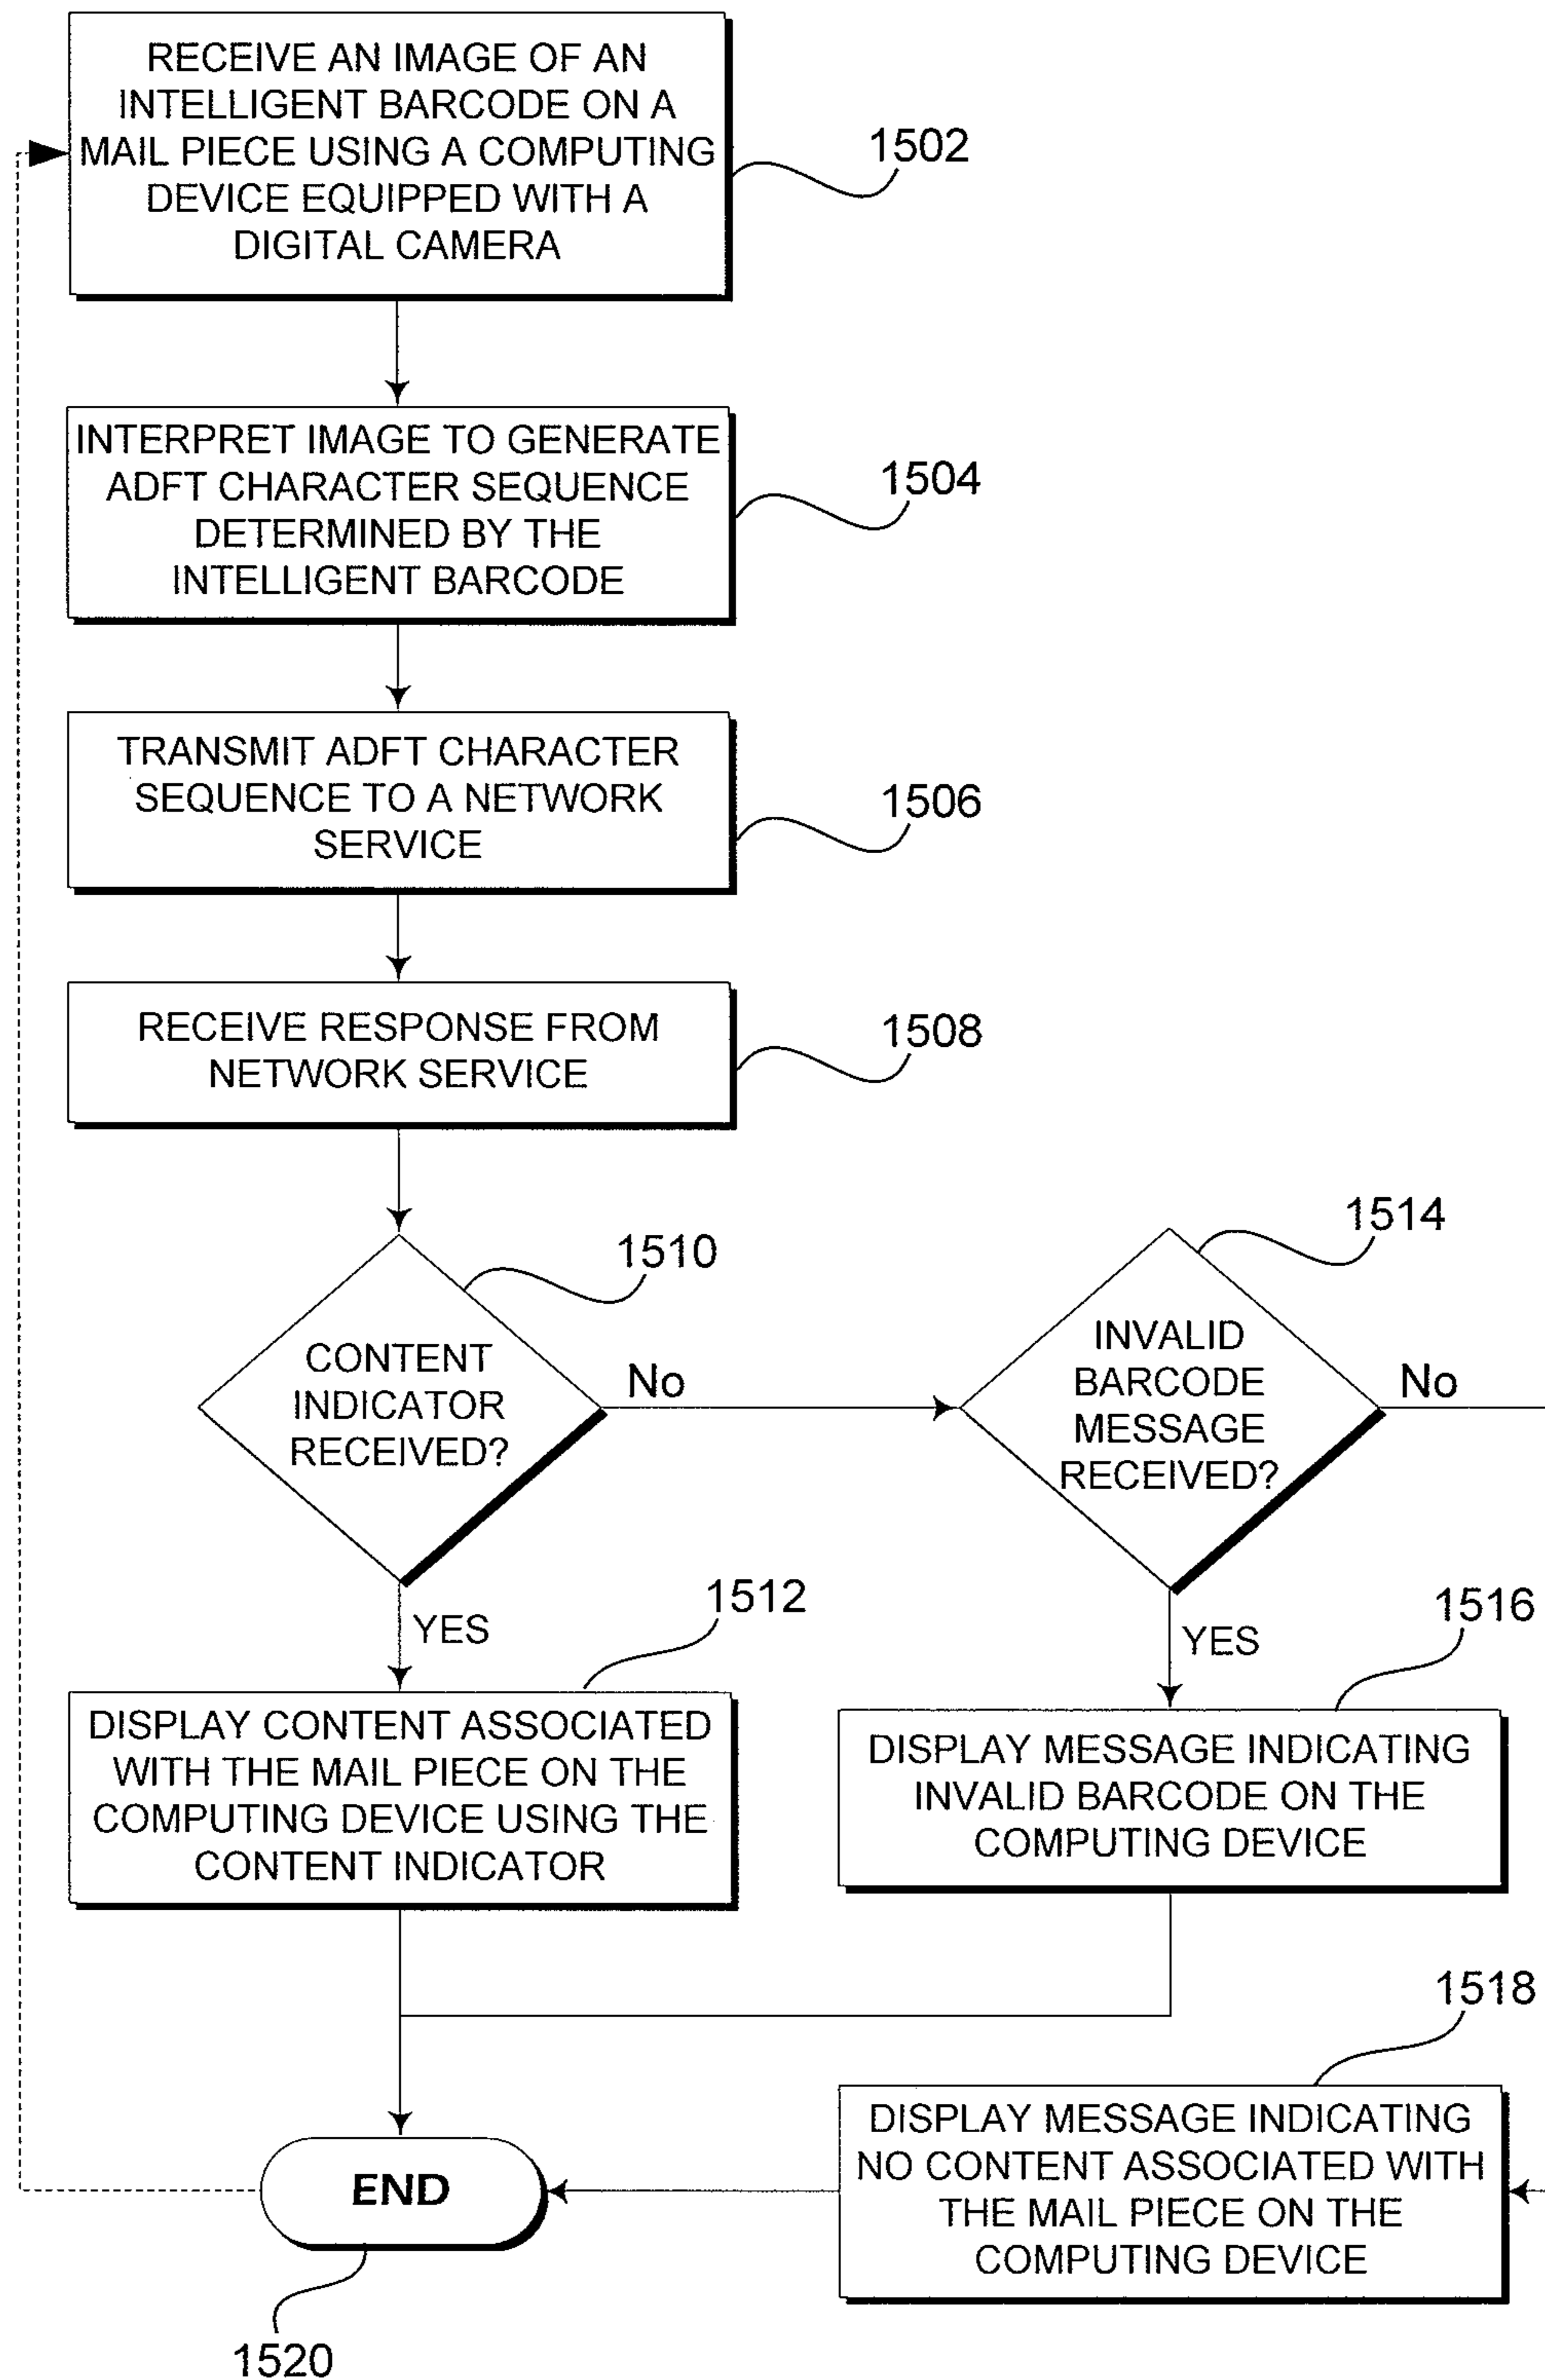 RECEIVE AN IMAGE OF AN
INTELLIGENT BARCODE ON A
MAIL PIECE USING A COMPUTING
DEVICE EQUIPPED WITH A
DIGITAL CAMERA
1502
INTERPRET IMAGE TO GENERATE
ADFT CHARACTER SEQUENCE
DETERMINED BY THE
INTELLIGENT BARCODE
1504
TRANSMIT ADFT CHARACTER
SEQUENCE TO A NETWORK
SERVICE
1506
RECEIVE RESPONSE FROM
NETWORK SERVICE
1508
1510
CONTENT
INDICATOR
RECEIVED?
No
YES
1514
INVALID
BARCODE
MESSAGE
RECEIVED?
No
YES
1512
DISPLAY CONTENT ASSOCIATED
WITH THE MAIL PIECE ON THE
COMPUTING DEVICE USING THE
CONTENT INDICATOR
1516
DISPLAY MESSAGE INDICATING
INVALID BARCODE ON THE
COMPUTING DEVICE
1518
DISPLAY MESSAGE INDICATING
NO CONTENT ASSOCIATED WITH
THE MAIL PIECE ON THE
COMPUTING DEVICE
END
1520